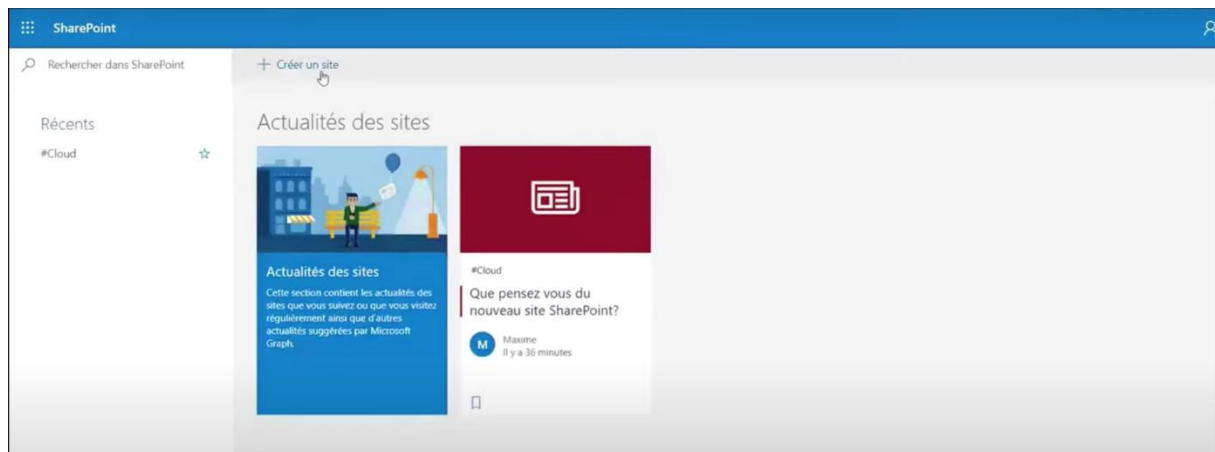 SharePoint
Rechercher dans SharePoint
+ Créer un site
Récents
#Cloud
Actualités des sites
Actualités des sites
Cette section contient les actualités des
sites que vous suivez ou que vous visitez
régulièrement ainsi que d'autres
actualités suggérées par Microsoft
Graph.
#Cloud
Que pensez vous du
nouveau site SharePoint?
M
Maxime
Il y a 36 minutes